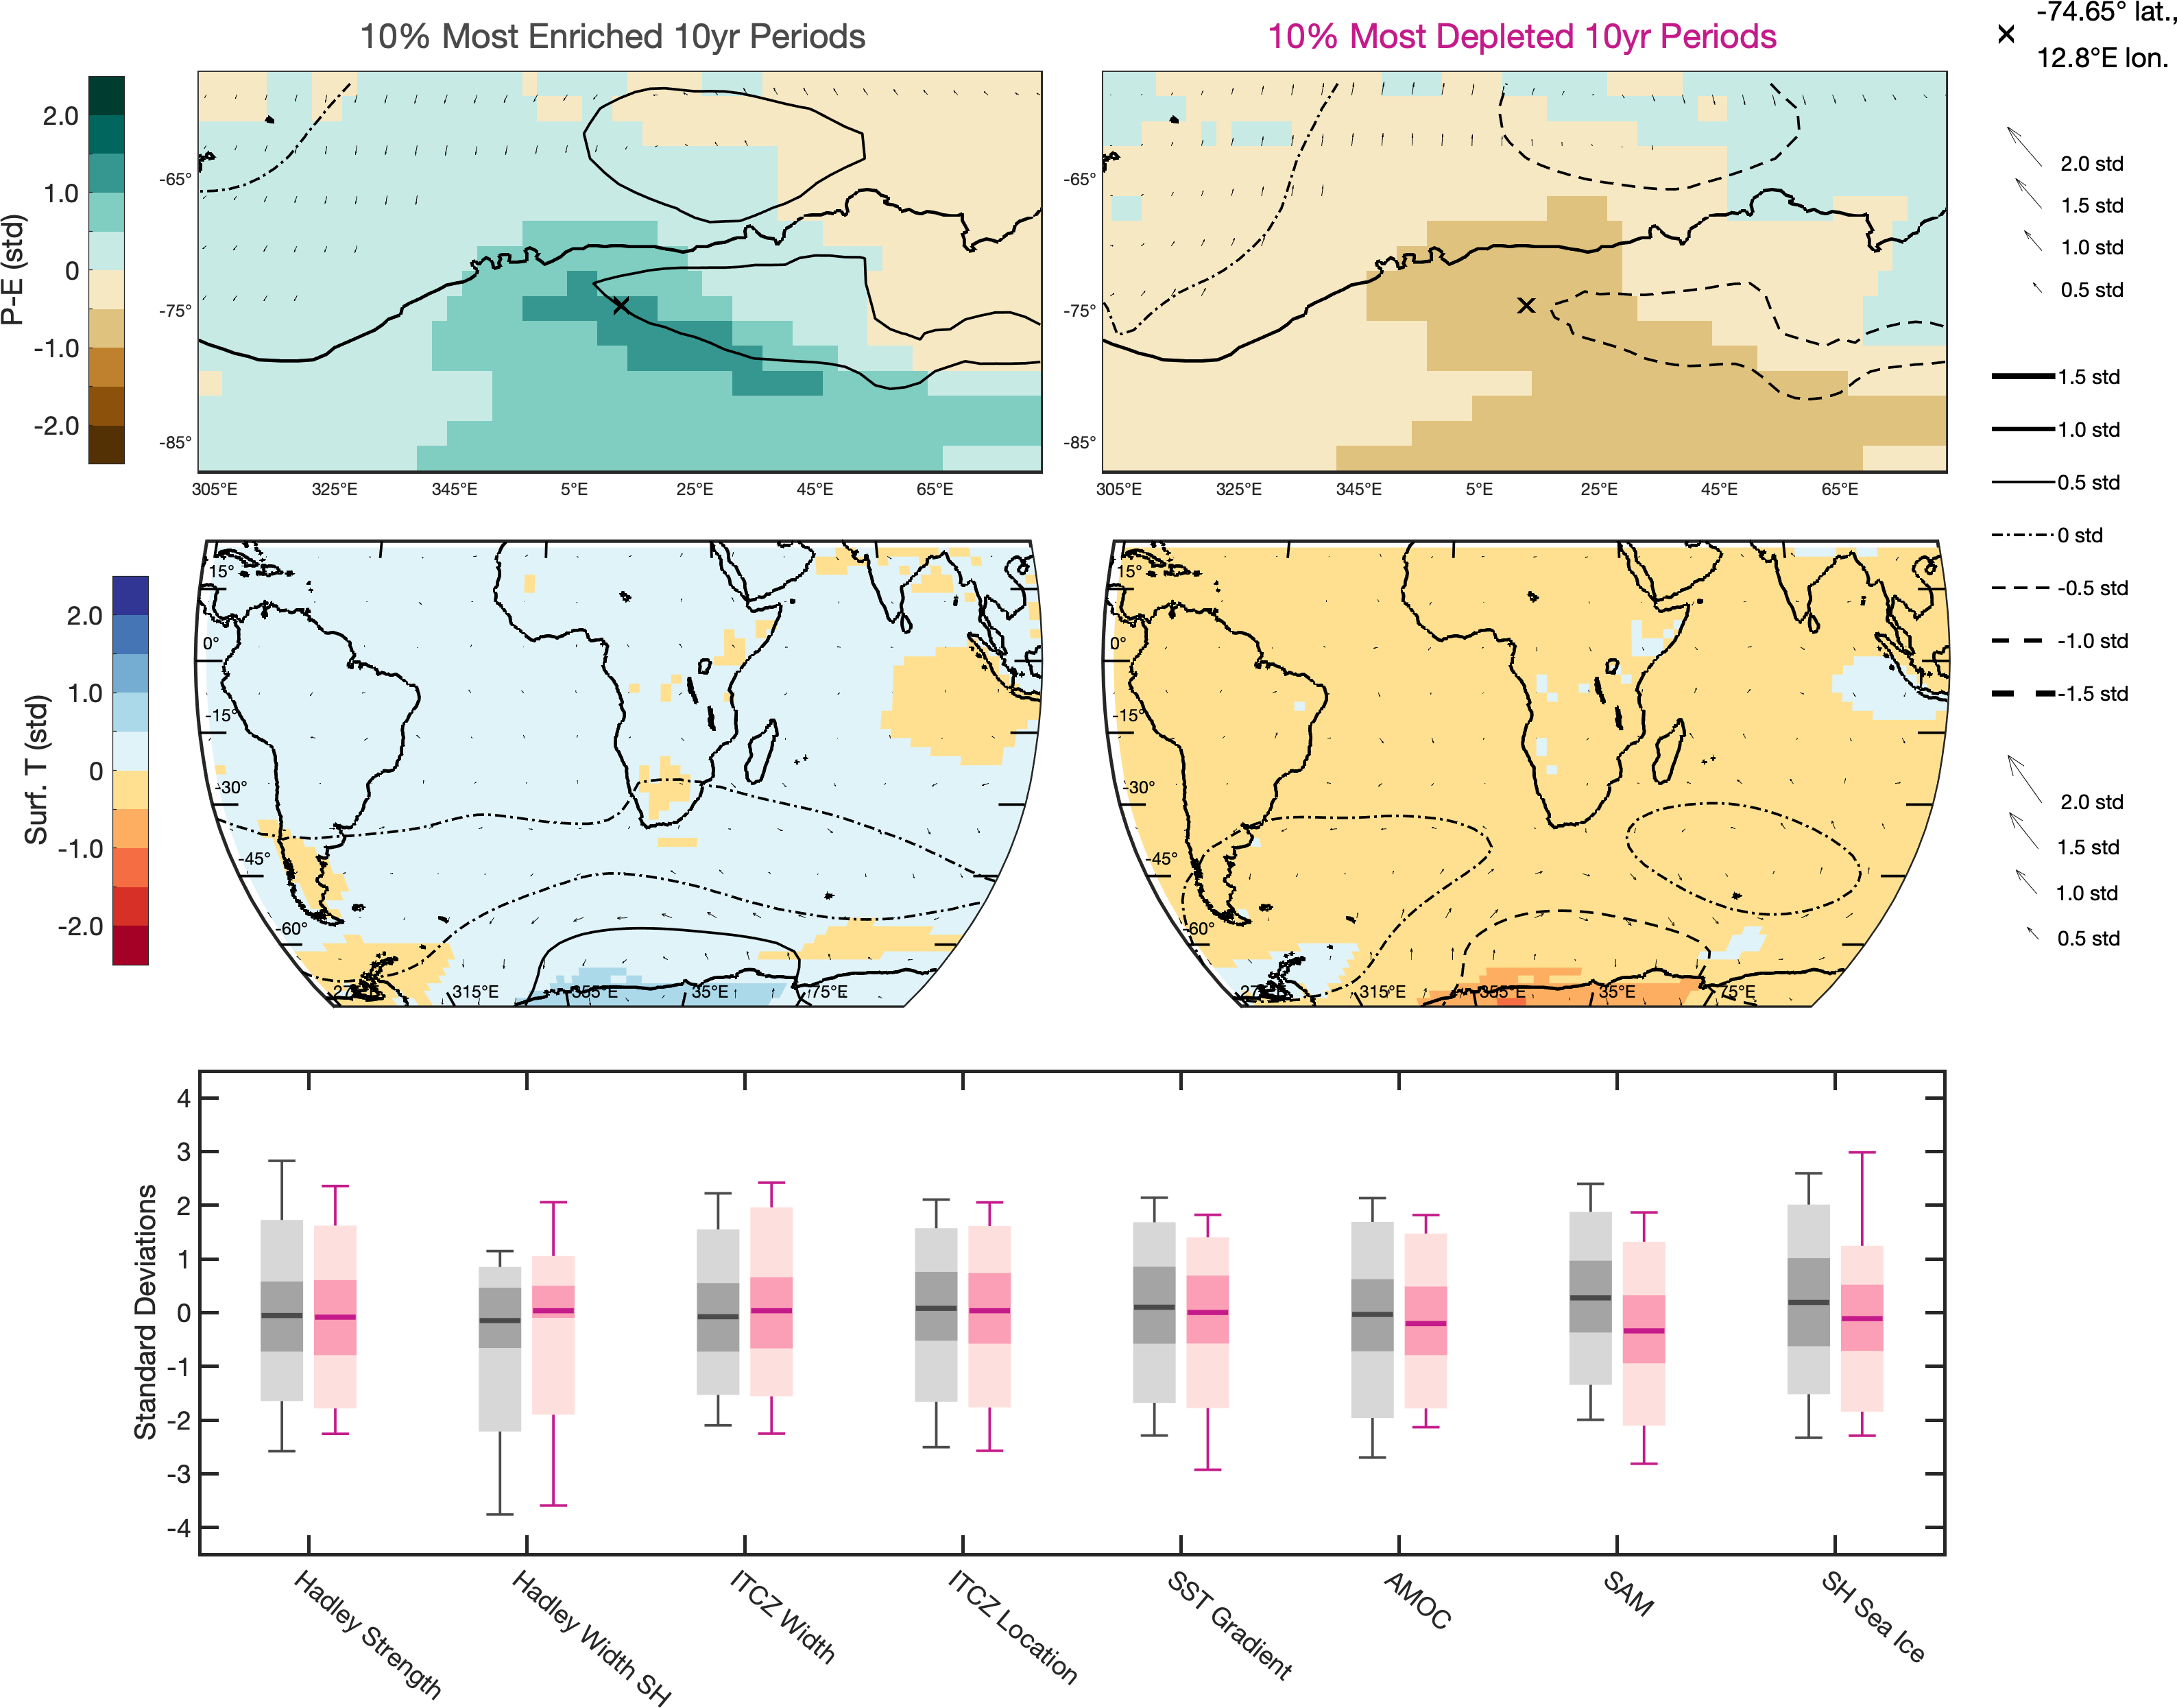 10% Most Enriched 10yr Periods
10% Most Depleted 10yr Periods
-74.65° lat.,
12.8°E lon.
P-E (std)
2.0
1.0
0
-1.0
-2.0
-65°
-75°
-85°
305°E 325°E 345°E 5°E 25°E 45°E 65°E
-65°
-75°
-85°
305°E 325°E 345°E 5°E 25°E 45°E 65°E
2.0 std
1.5 std
1.0 std
0.5 std
1.5 std
1.0 std
0.5 std
0 std
-0.5 std
-1.0 std
-1.5 std
Surf. T (std)
2.0
1.0
0
-1.0
-2.0
15°
0°
-15°
-30°
-45°
-60°
315°E 355°E 35°E 75°E
15°
0°
-15°
-30°
-45°
-60°
315°E 355°E 35°E 75°E
2.0 std
1.5 std
1.0 std
0.5 std
Standard Deviations
4
3
2
1
0
-1
-2
-3
-4
Hadley Strength
Hadley Width SH
ITCZ Width
ITCZ Location
SST Gradient
AMOC
SAM
SH Sea Ice